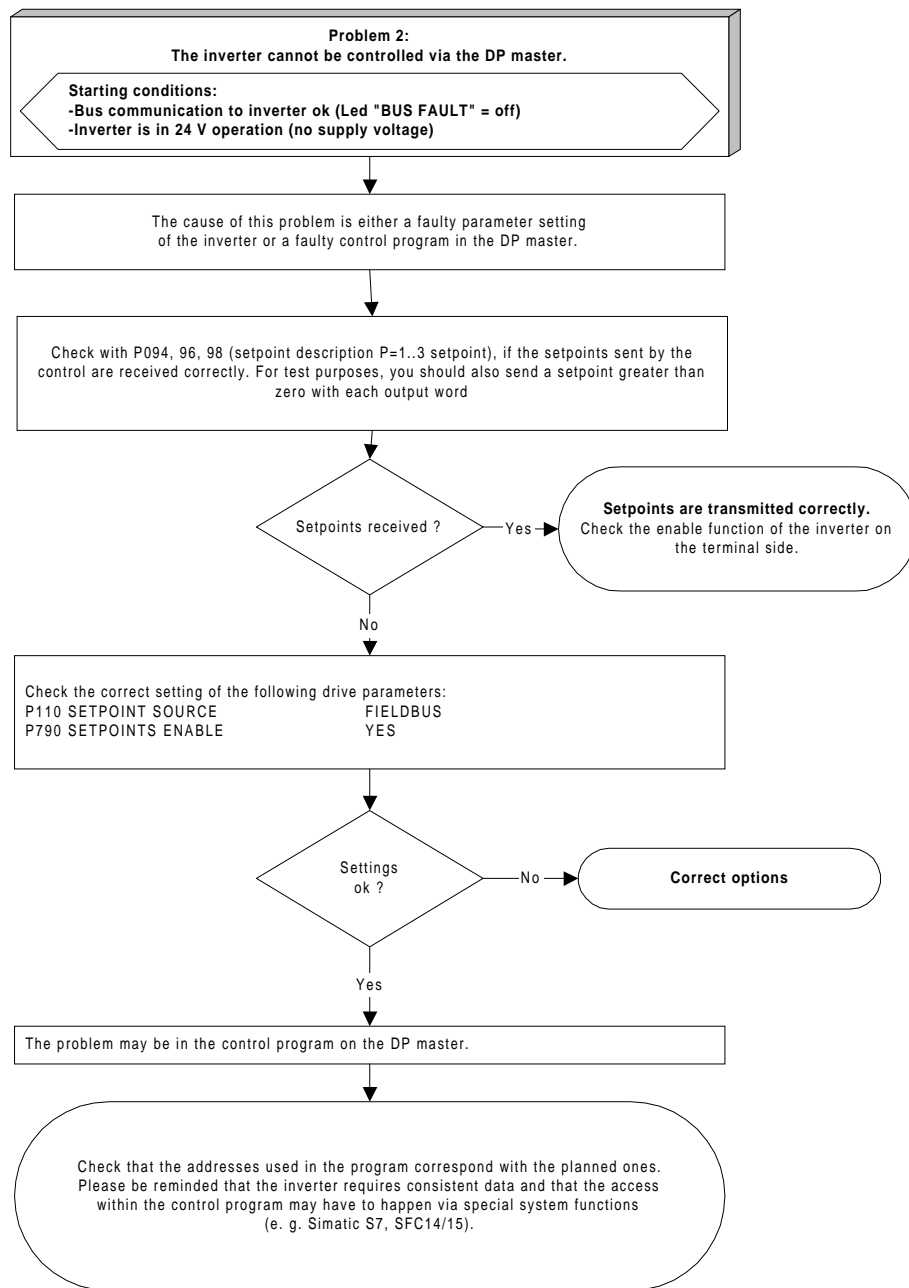 Problem 2:
The inverter cannot be controlled via the DP master.
Starting conditions:
-Bus communication to inverter ok (Led "BUS FAULT" = off)
-Inverter is in 24 V operation (no supply voltage)
The cause of this problem is either a faulty parameter setting
of the inverter or a faulty control program in the DP master.
Check with P094, 96, 98 (setpoint description P=1..3 setpoint), if the setpoints sent by the
control are received correctly. For test purposes, you should also send a setpoint greater than
zero with each output word
Setpoints received ?
Yes
Setpoints are transmitted correctly.
Check the enable function of the inverter on
the terminal side.
No
Check the correct setting of the following drive parameters:
P110 SETPOINT SOURCE FIELDBUS
P790 SETPOINTS ENABLE YES
Settings
ok ?
No
Correct options
Yes
The problem may be in the control program on the DP master.
Check that the addresses used in the program correspond with the planned ones.
Please be reminded that the inverter requires consistent data and that the access
within the control program may have to happen via special system functions
(e. g. Simatic S7, SFC14/15).